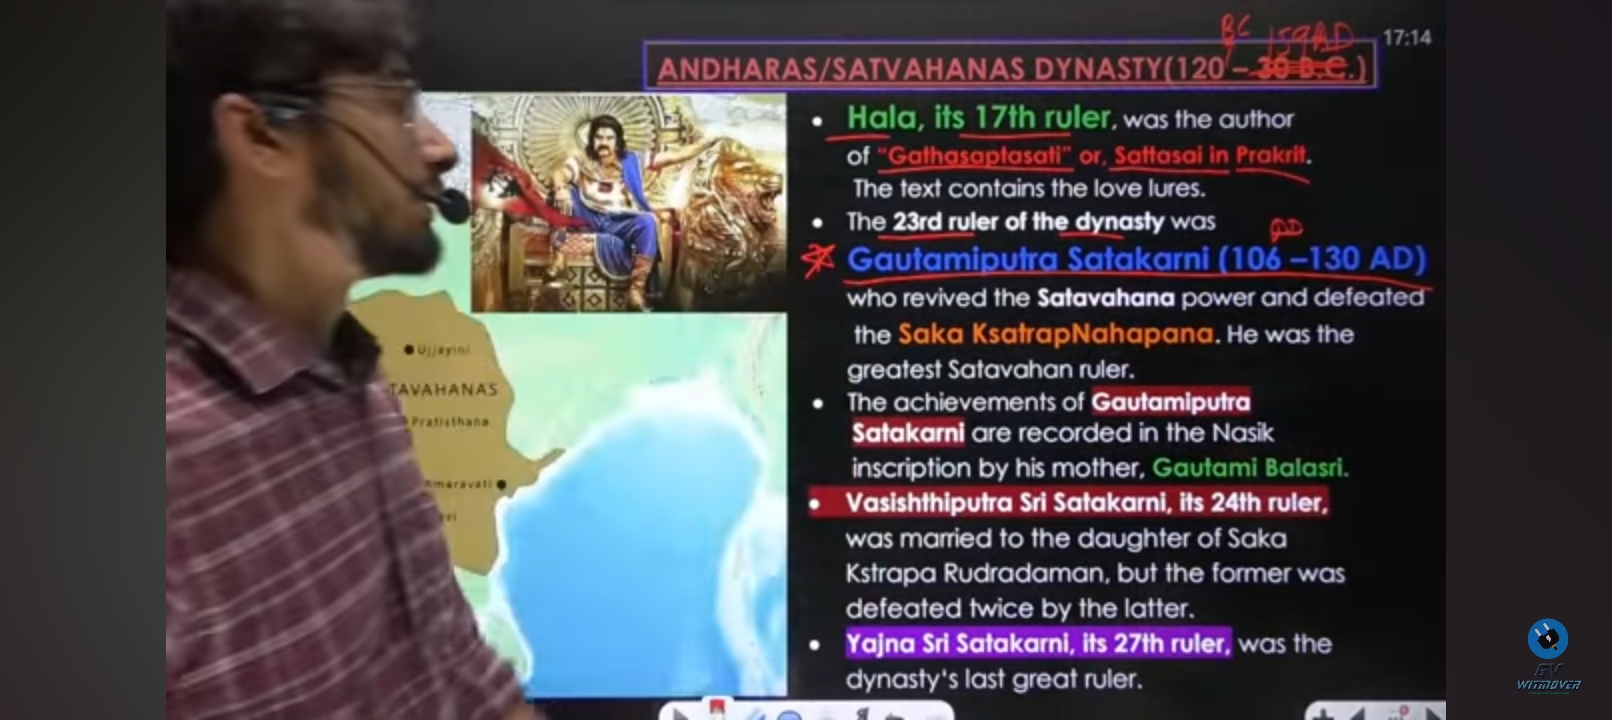 BC 159AD
17:14
ANDHARAS/SATVAHANAS DYNASTY(120 – 30 B.C.)
• Hala, its 17th ruler, was the author
of "Gathasaptasati" or, Sattasai in Prakrit.
The text contains the love lures.
• The 23rd ruler of the dynasty was
AD
Gautamiputra Satakarni (106 –130 AD)
who revived the Satavahana power and defeated
the Saka KsatrapNahapana. He was the
greatest Satavahan ruler.
• The achievements of Gautamiputra
Satakarni are recorded in the Nasik
inscription by his mother, Gautami Balasri.
• Vasishthiputra Sri Satakarni, its 24th ruler,
was married to the daughter of Saka
Kstrapa Rudradaman, but the former was
defeated twice by the latter.
• Yajna Sri Satakarni, its 27th ruler, was the
dynasty's last great ruler.
Ujjayini
TAVAHANAS
Pratisthana
maravati
GY
WITMOVER